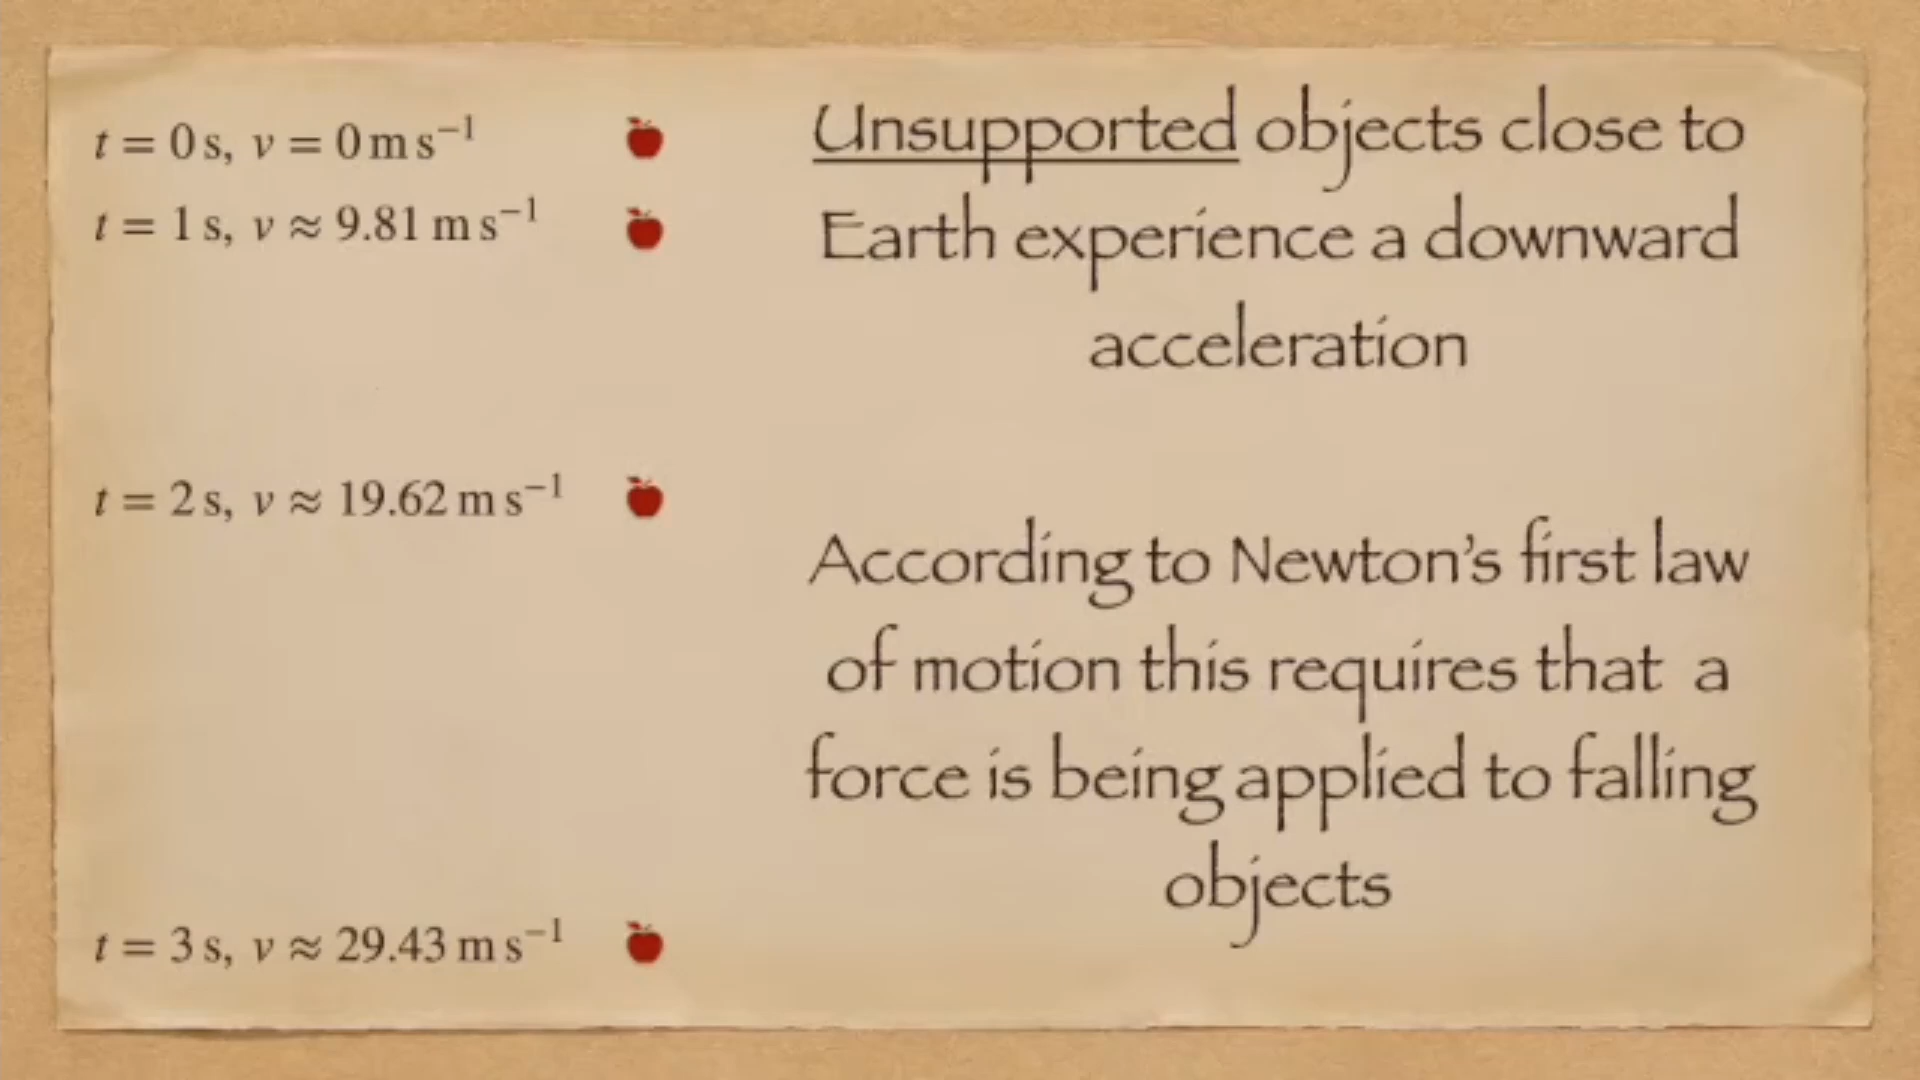 t = 0 s, v = 0 m s⁻¹
t = 1 s, v ≈ 9.81 m s⁻¹
t = 2 s, v ≈ 19.62 m s⁻¹
t = 3 s, v ≈ 29.43 m s⁻¹
Unsupported objects close to
Earth experience a downward
acceleration
According to Newton’s first law
of motion this requires that a
force is being applied to falling
objects